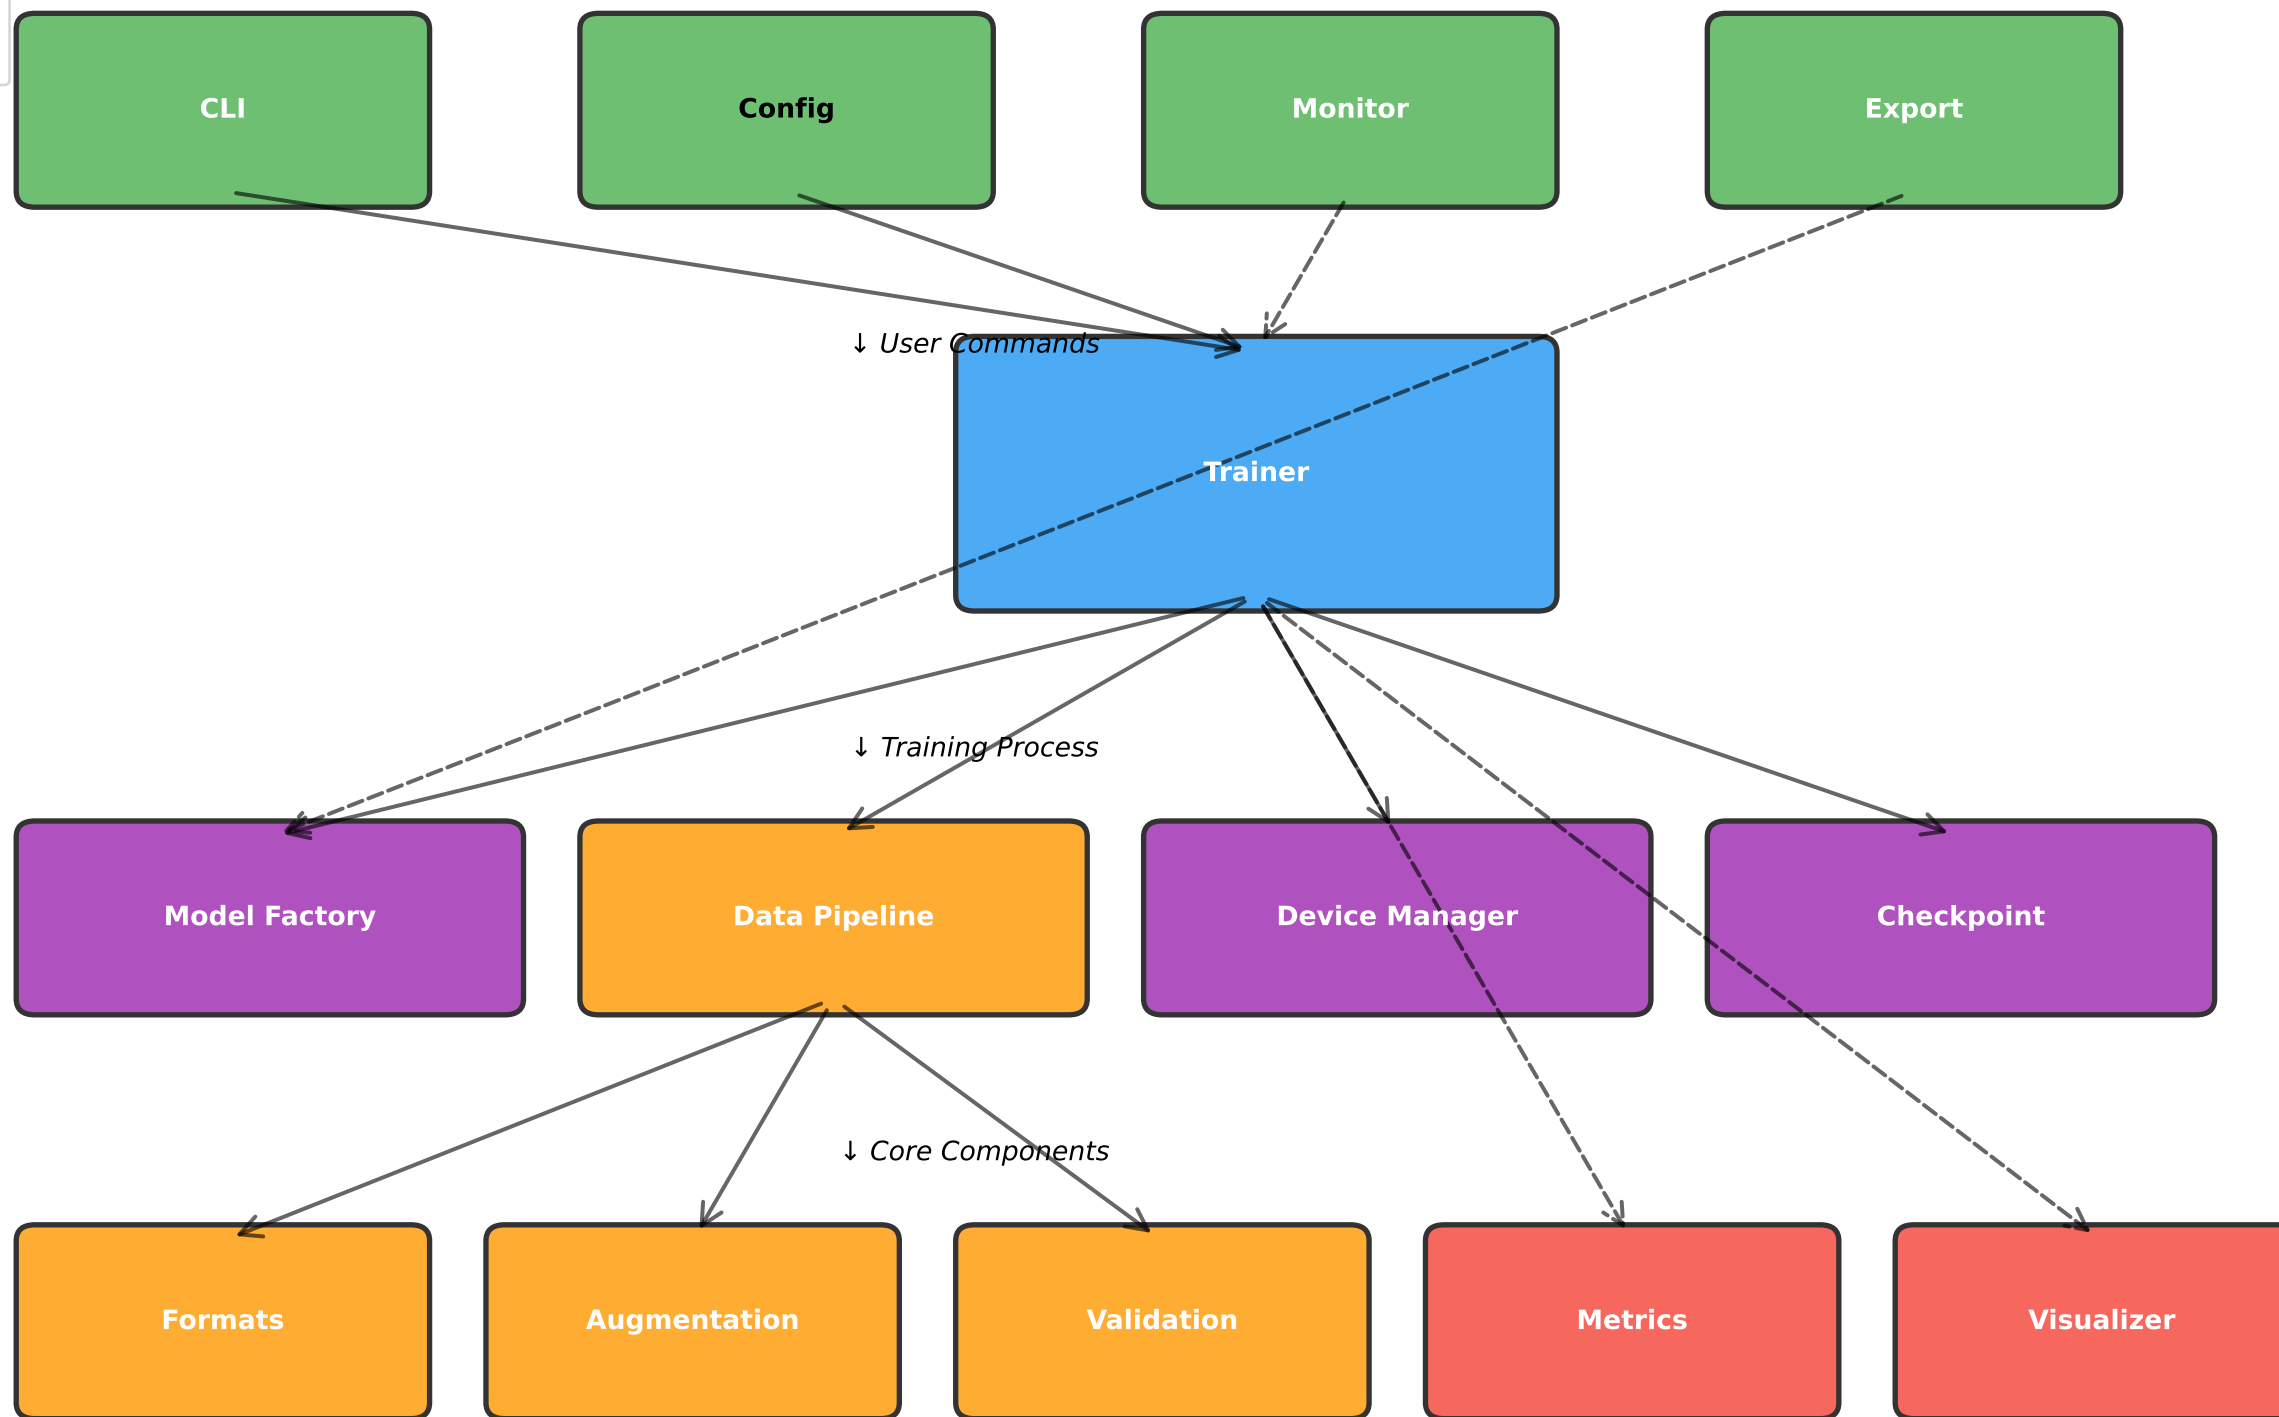 CLI
Config
Monitor
Export
↓ User Commands
Trainer
↓ Training Process
Model Factory
Data Pipeline
Device Manager
Checkpoint
↓ Core Components
Formats
Augmentation
Validation
Metrics
Visualizer